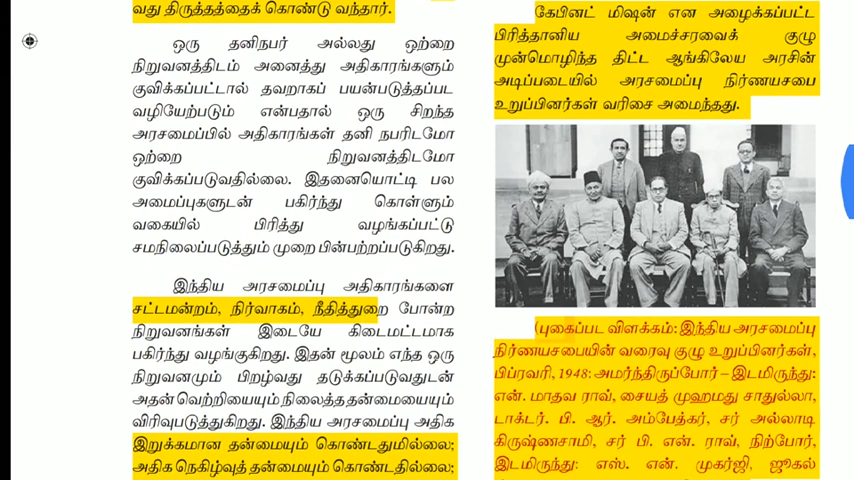 வது திருத்தத்தைக் கொண்டு வந்தார்.
ஒரு தனிநபர் அல்லது ஒற்றை
நிறுவனத்திடம் அனைத்து அதிகாரங்களும்
குவிக்கப்பட்டால் தவறாகப் பயன்படுத்தப்பட
வழியேற்படும் என்பதால் ஒரு சிறந்த
அரசமைப்பில் அதிகாரங்கள் தனி நபரிடமோ
ஒற்றை நிறுவனத்திடமோ
குவிக்கப்படுவதில்லை. இதனையொட்டி பல
அமைப்புகளுடன் பகிர்ந்து கொள்ளும்
வகையில் பிரித்து வழங்கப்பட்டு
சமநிலைப்படுத்தும் முறை பின்பற்றப்படுகிறது.
இந்திய அரசமைப்பு அதிகாரங்களை
சட்டமன்றம், நிர்வாகம், நீதித்துறை போன்ற
நிறுவனங்கள் இடையே கிடைமட்டமாக
பகிர்ந்து வழங்குகிறது. இதன் மூலம் எந்த ஒரு
நிறுவனமும் பிறழ்வது தடுக்கப்படுவதுடன்
அதன் வெற்றியையும் நிலைத்த தன்மையையும்
விரிவுபடுத்துகிறது. இந்திய அரசமைப்பு அதிக
இறுக்கமான தன்மையும் கொண்டதுமில்லை;
அதிக நெகிழ்வுத் தன்மையும் கொண்டதில்லை;
கேபினட் மிஷன் என அழைக்கப்பட்ட
பிரித்தானிய அமைச்சரவைக் குழு
முன்மொழிந்த திட்ட ஆங்கிலேய அரசின்
அடிப்படையில் அரசமைப்பு நிர்ணயசபை
உறுப்பினர்கள் வரிசை அமைந்தது.
(புகைப்பட விளக்கம்: இந்திய அரசமைப்பு
நிர்ணயசபையின் வரைவு குழு உறுப்பினர்கள்,
பிப்ரவரி, 1948: அமர்ந்திருப்போர் – இடமிருந்து:
என். மாதவ ராவ், சையத் முஹமது சாதுல்லா,
டாக்டர். பி. ஆர். அம்பேத்கர், சர் அல்லாடி
கிருஷ்ணசாமி, சர் பி. என். ராவ், நிற்போர்,
இடமிருந்து: எஸ். என். முகர்ஜி, ஜூகல்